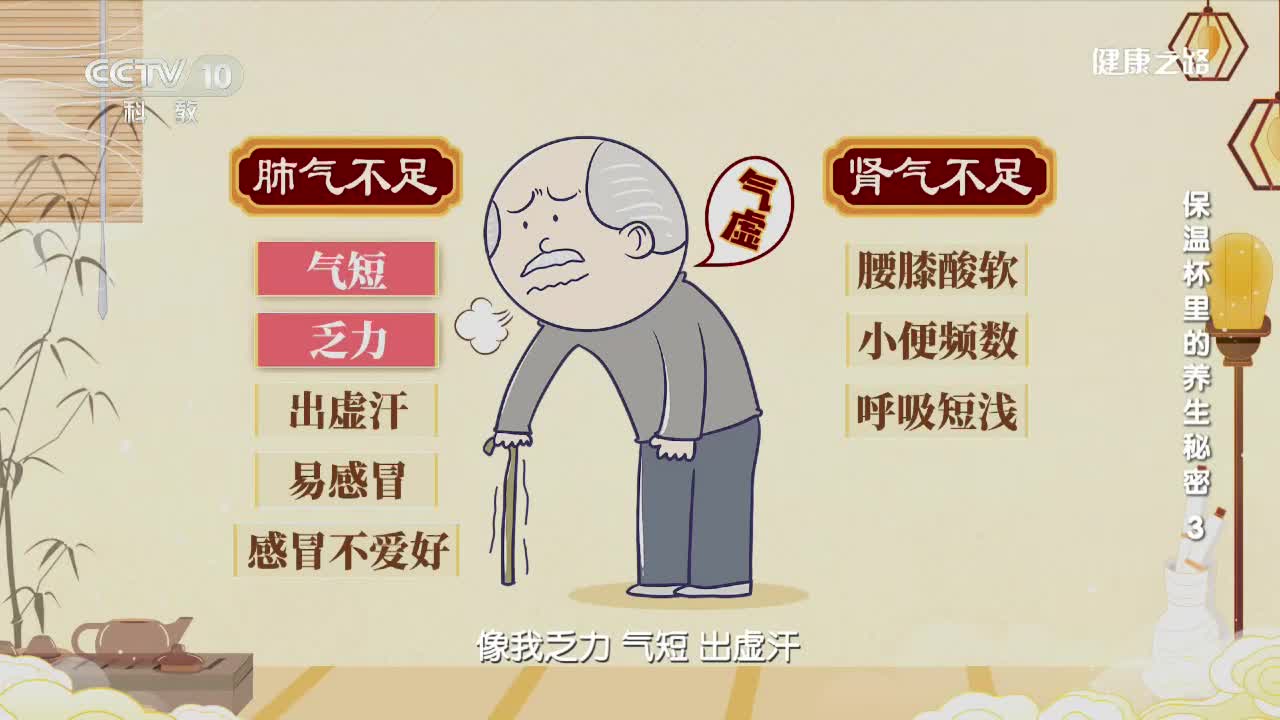 CCTV 10
科教
健康之路
肺气不足
气短
乏力
出虚汗
易感冒
感冒不爱好
气虚
肾气不足
腰膝酸软
小便频数
呼吸短浅
保温杯里的养生秘密 3
像我乏力 气短 出虚汗